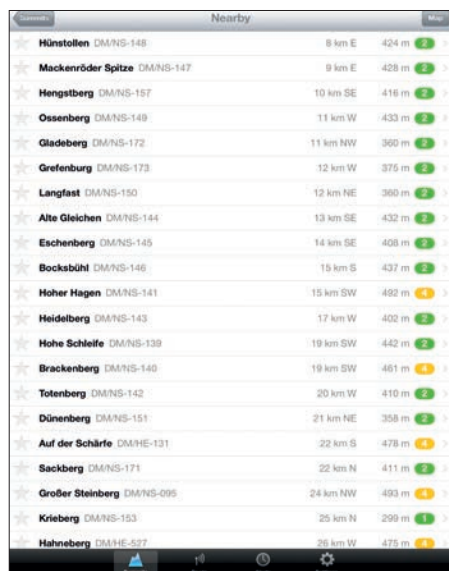 Summits Nearby Map
Hünstollen DM/NS-148 8 km E 424 m 2
Mackenröder Spitze DM/NS-147 9 km E 428 m 2
Hengstberg DM/NS-157 10 km SE 416 m 2
Ossenberg DM/NS-149 11 km W 433 m 2
Gladeberg DM/NS-172 11 km NW 360 m 2
Grefenburg DM/NS-173 12 km W 375 m 2
Langfast DM/NS-150 12 km NE 360 m 2
Alte Gleichen DM/NS-144 13 km SE 432 m 2
Eschenberg DM/NS-145 14 km SE 408 m 2
Bocksbühl DM/NS-146 15 km S 437 m 2
Hoher Hagen DM/NS-141 15 km SW 492 m 4
Heidelberg DM/NS-143 17 km W 402 m 2
Hohe Schleife DM/NS-139 19 km SW 442 m 2
Brackenberg DM/NS-140 19 km SW 461 m 4
Totenberg DM/NS-142 20 km W 410 m 2
Dünenberg DM/NS-151 21 km NE 358 m 2
Auf der Schärfe DM/HE-131 22 km S 478 m 4
Sackberg DM/NS-171 22 km N 411 m 2
Großer Steinberg DM/NS-095 24 km NW 493 m 4
Krieberg DM/NS-153 25 km N 299 m 1
Hahneberg DM/HE-527 26 km W 475 m 4